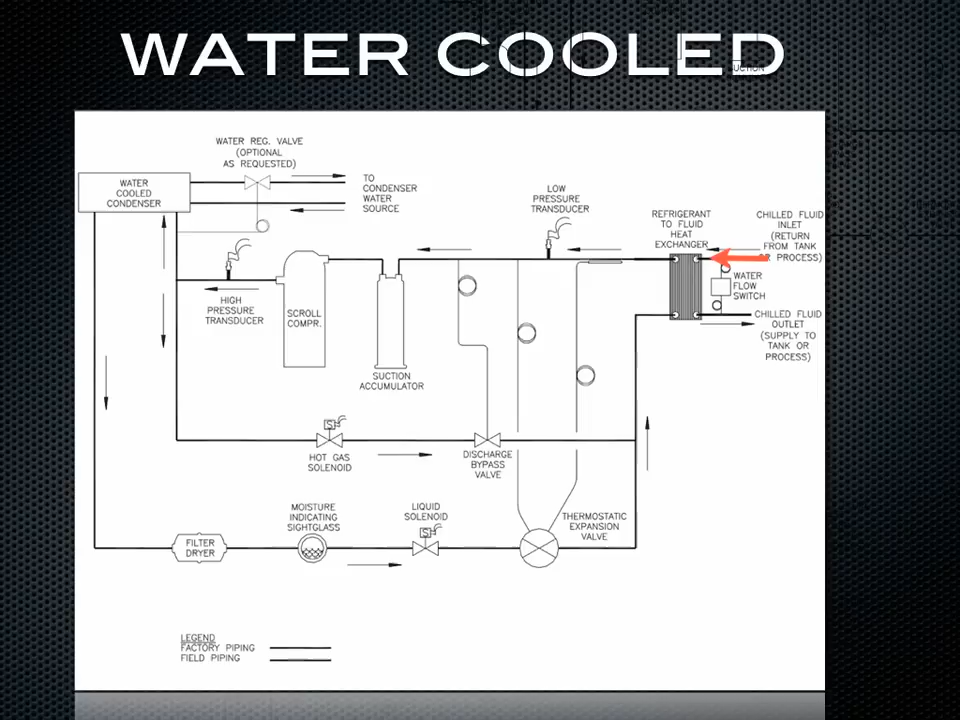 WATER COOLED
SUCTION
WATER REG. VALVE
(OPTIONAL
AS REQUESTED)
WATER
COOLED
CONDENSER
TO
CONDENSER
WATER
SOURCE
LOW
PRESSURE
TRANSDUCER
REFRIGERANT
TO FLUID
HEAT
EXCHANGER
CHILLED FLUID
INLET
(RETURN
FROM TANK
OR PROCESS)
WATER
FLOW
SWITCH
HIGH
PRESSURE
TRANSDUCER
SCROLL
COMPR.
SUCTION
ACCUMULATOR
CHILLED FLUID
OUTLET
(SUPPLY TO
TANK OR
PROCESS)
S
HOT GAS
SOLENOID
DISCHARGE
BYPASS
VALVE
MOISTURE
INDICATING
SIGHTGLASS
LIQUID
SOLENOID
S
THERMOSTATIC
EXPANSION
VALVE
FILTER
DRYER
LEGEND
FACTORY PIPING
FIELD PIPING